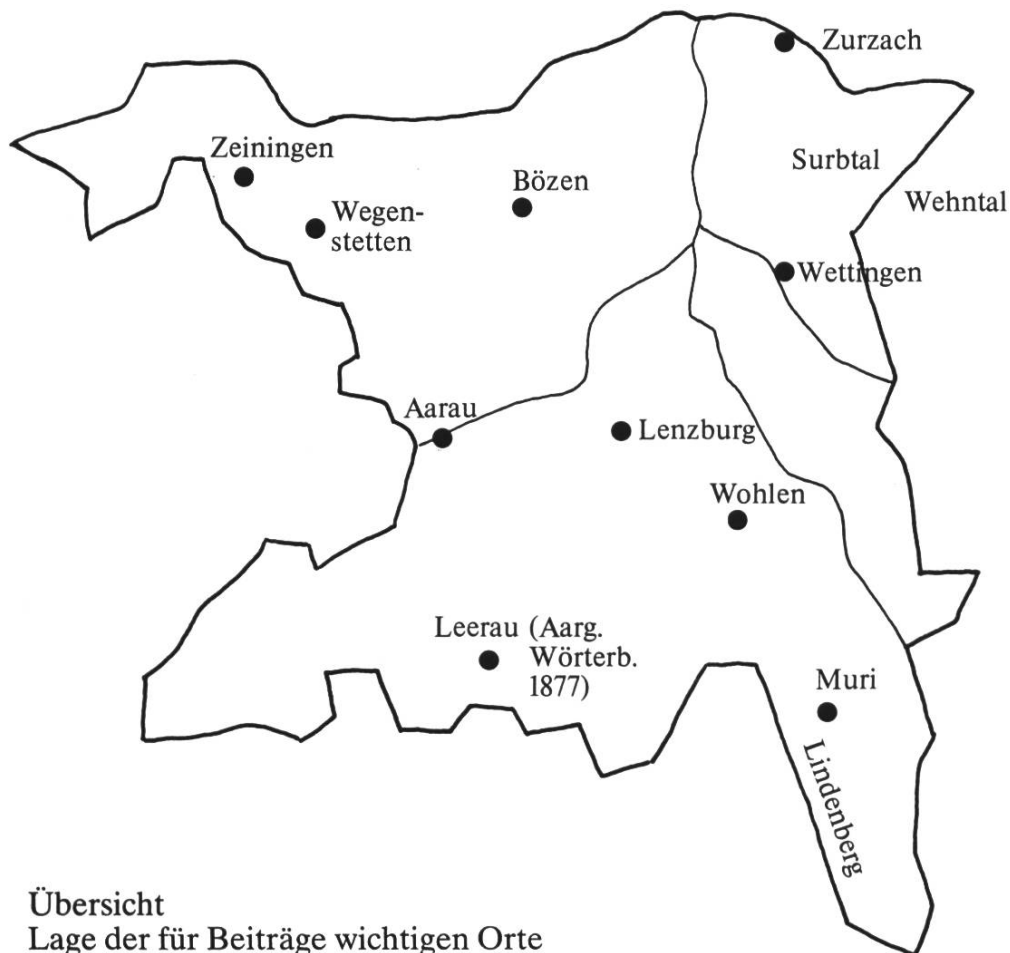 Zurzach
Zeiningen
Surbtal
Bözen
Wegen-
stetten
Wehntal
Wettingen
Aarau
Lenzburg
Wohlen
Leerau (Aarg.
Wörterb.
1877)
Muri
Lindenberg
Übersicht
Lage der für Beiträge wichtigen Orte